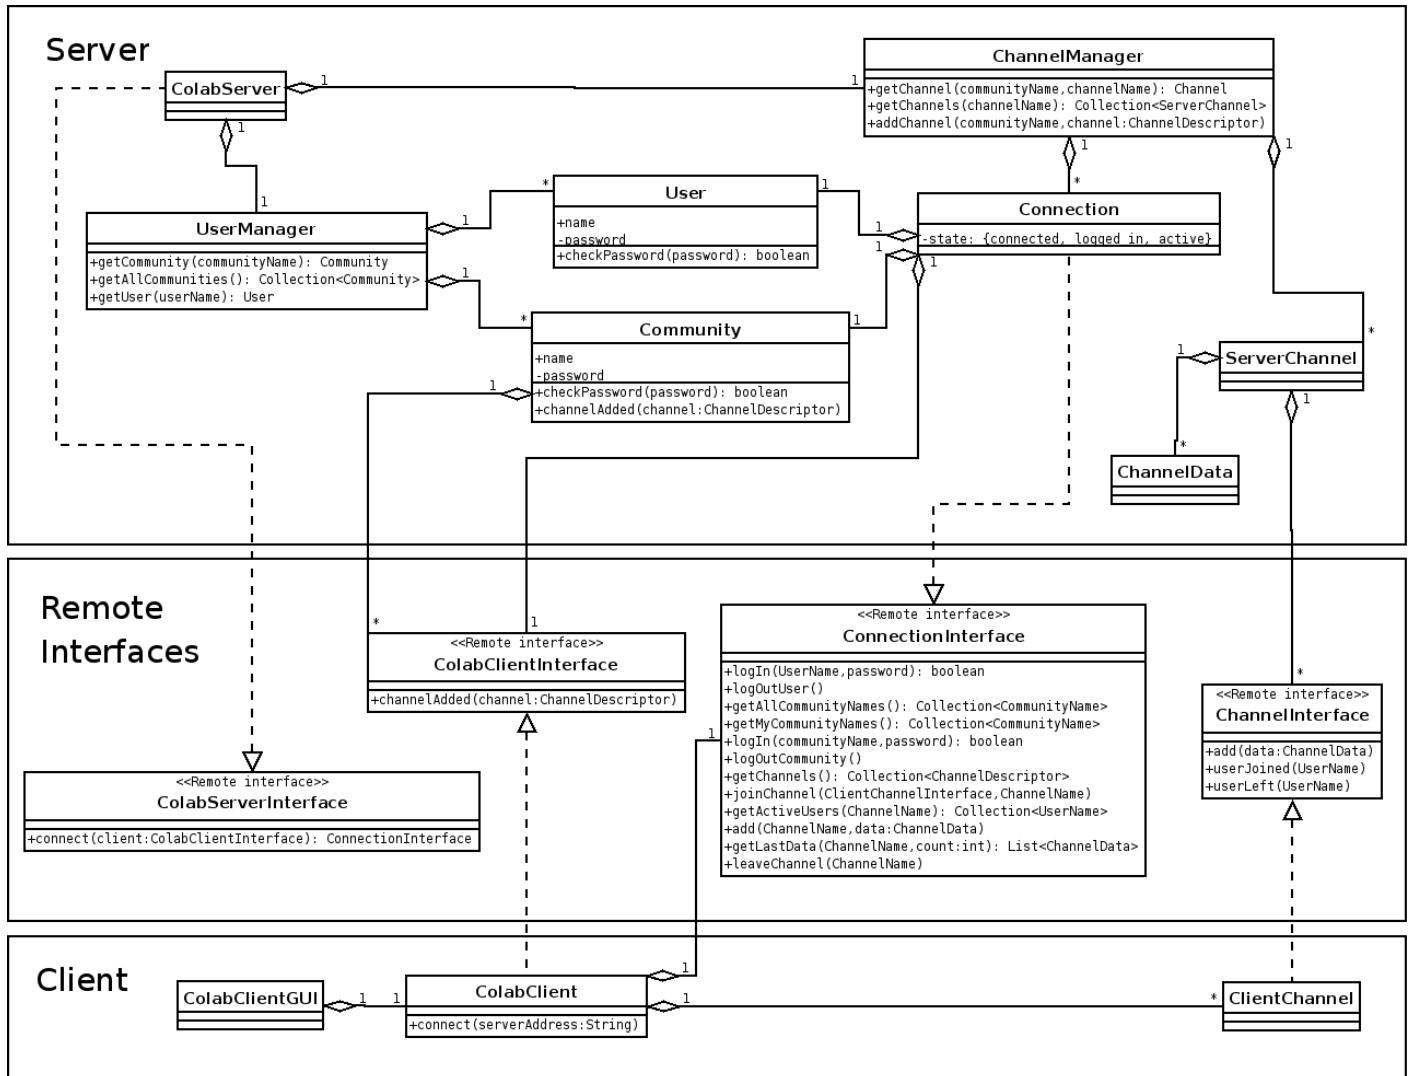 Server
ColabServer
1
1
1
ChannelManager
+getChannel(communityName,channelName): Channel
+getChannels(channelName): Collection<ServerChannel>
+addChannel(communityName,channel:ChannelDescriptor)
1
*
1
*
1
UserManager
+getCommunity(communityName): Community
+getAllCommunities(): Collection<Community>
+getUser(userName): User
1
*
1
*
User
+name
-password
+checkPassword(password): boolean
1
1
Connection
-state: {connected, logged in, active}
1
1
Community
+name
-password
+checkPassword(password): boolean
+channelAdded(channel:ChannelDescriptor)
1
1
ServerChannel
1
*
1
ChannelData
Remote
Interfaces
*
1
<<Remote interface>>
ColabClientInterface
+channelAdded(channel:ChannelDescriptor)
<<Remote interface>>
ConnectionInterface
+logIn(UserName,password): boolean
+logOutUser()
+getAllCommunityNames(): Collection<CommunityName>
+getMyCommunityNames(): Collection<CommunityName>
+logIn(communityName,password): boolean
+logOutCommunity()
+getChannels(): Collection<ChannelDescriptor>
+joinChannel(ClientChannelInterface,ChannelName)
+getActiveUsers(ChannelName): Collection<UserName>
+add(ChannelName,data:ChannelData)
+getLastData(ChannelName,count:int): List<ChannelData>
+leaveChannel(ChannelName)
1
*
<<Remote interface>>
ChannelInterface
+add(data:ChannelData)
+userJoined(UserName)
+userLeft(UserName)
<<Remote interface>>
ColabServerInterface
+connect(client:ColabClientInterface): ConnectionInterface
Client
ColabClientGUI
1
1
ColabClient
+connect(serverAddress:String)
1
1
*
ClientChannel